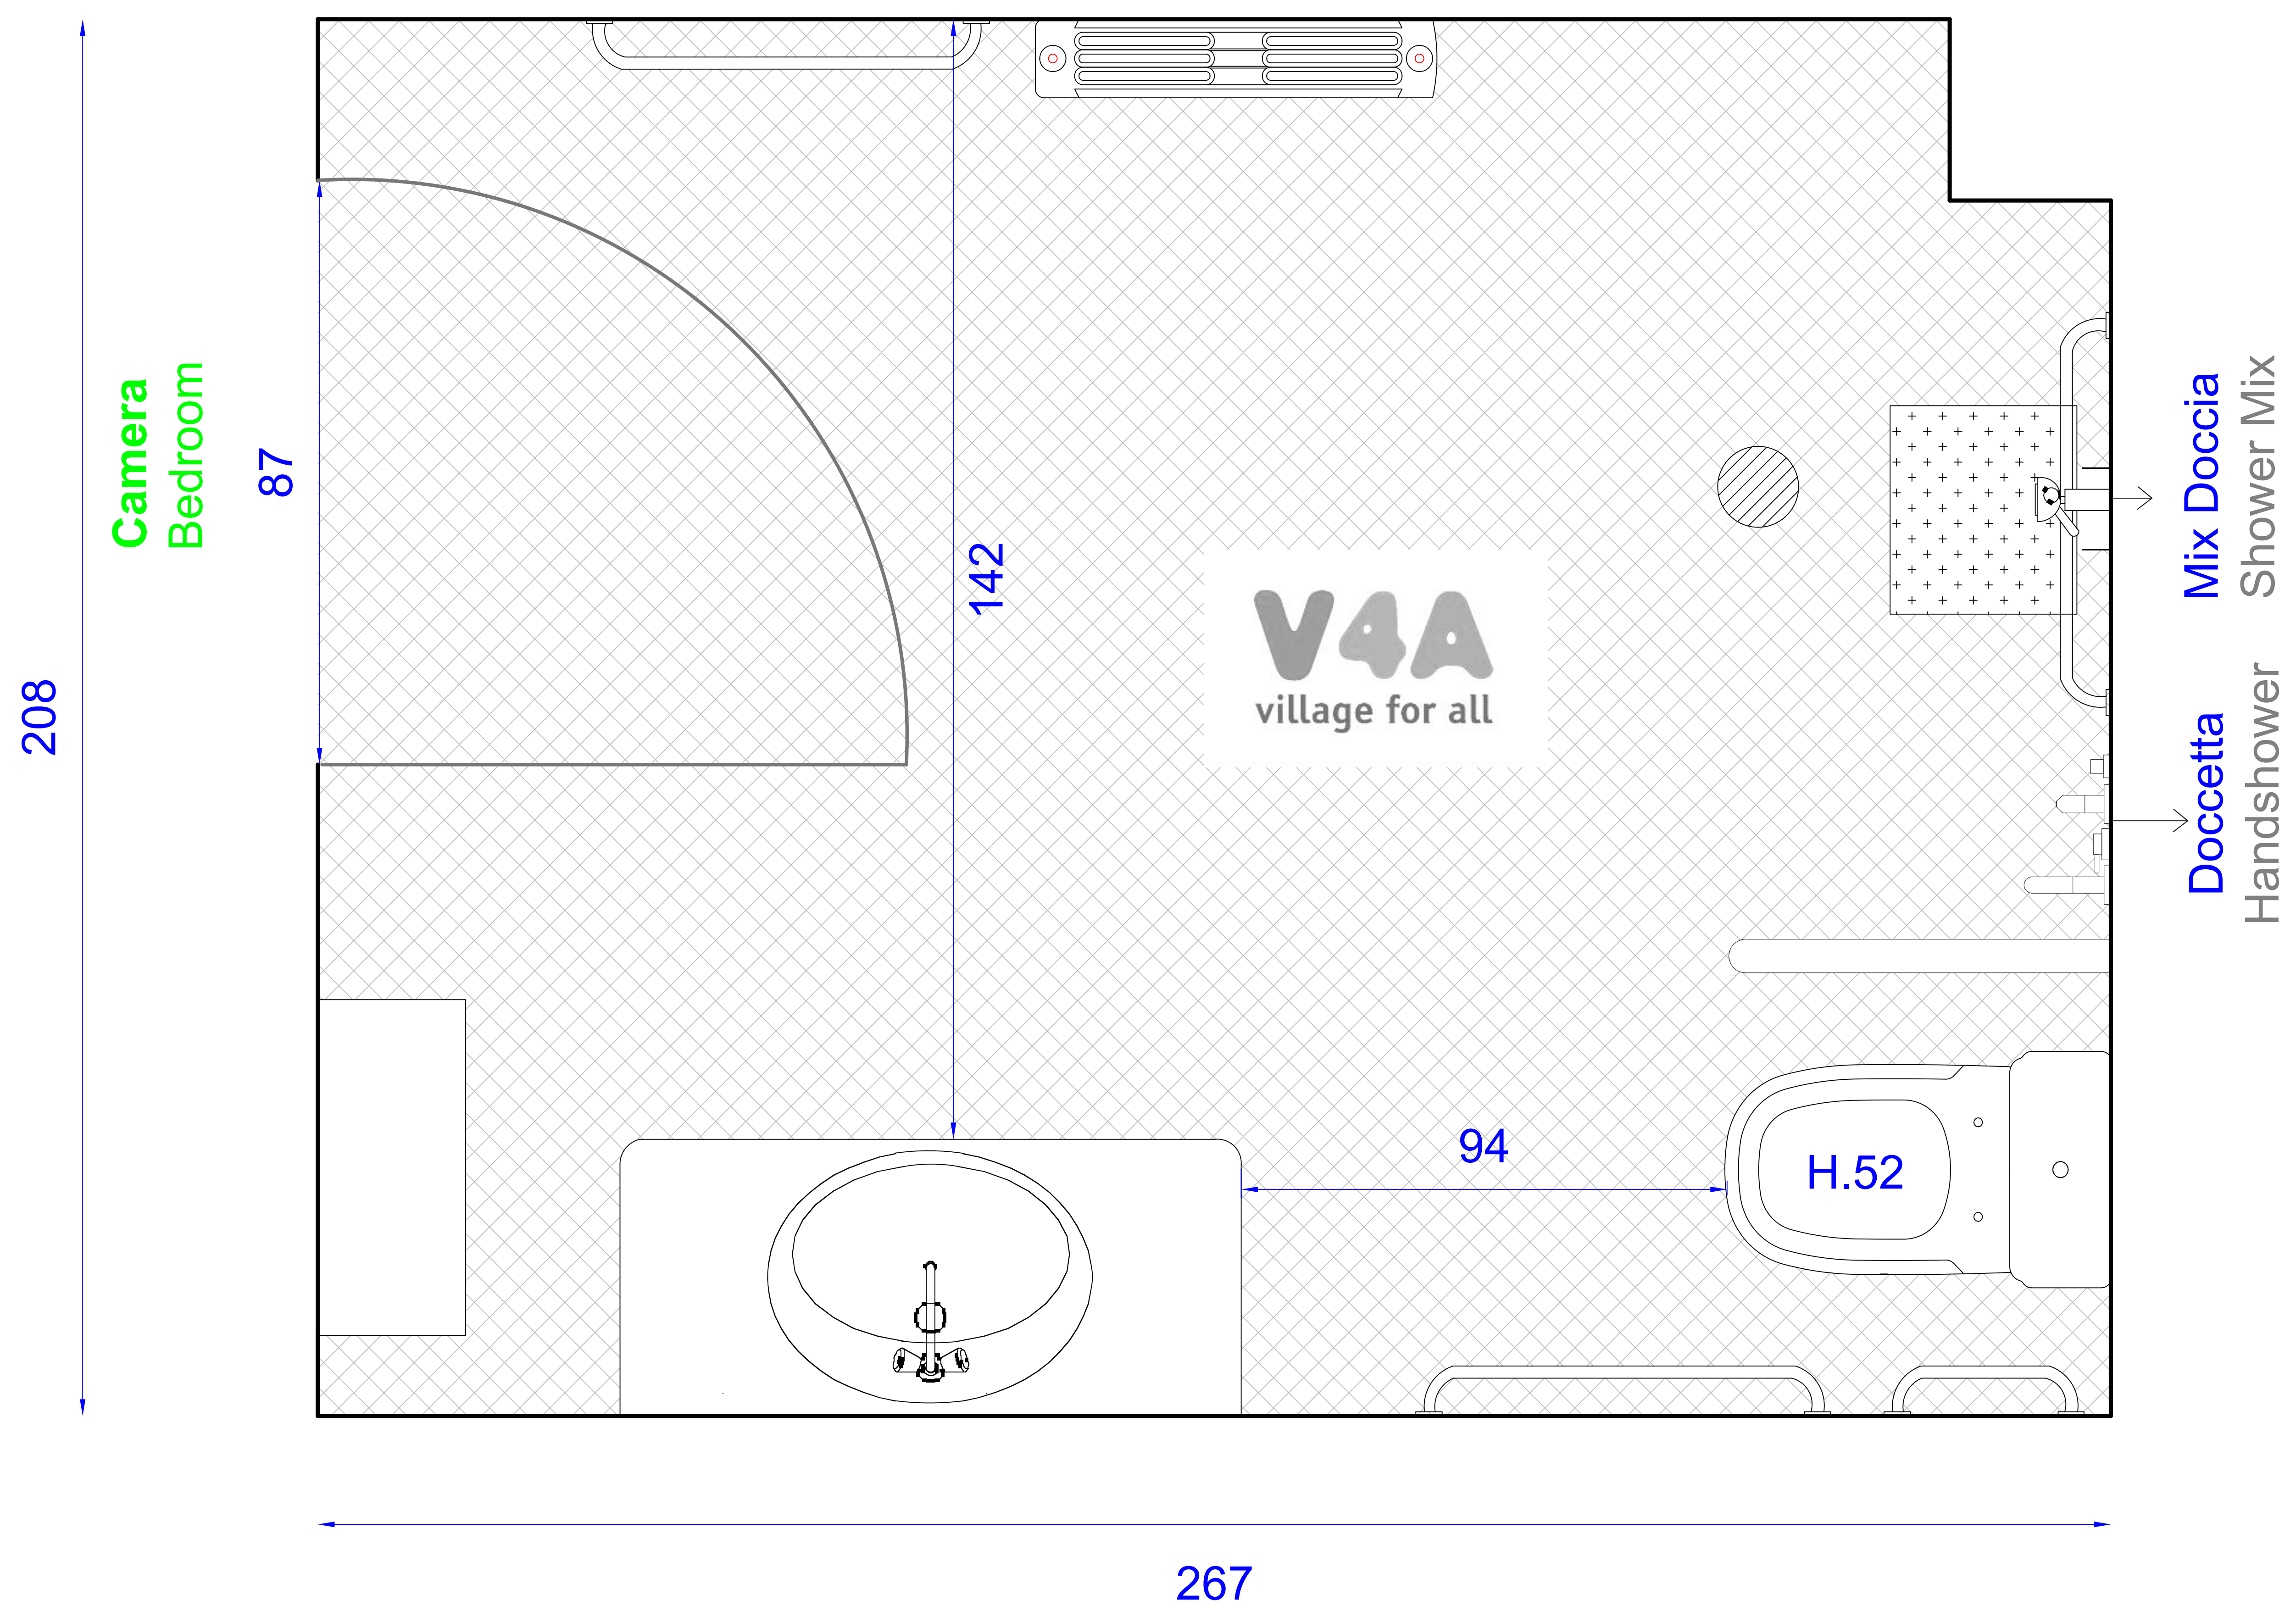 208
Camera
Bedroom
87
142
V4A
village for all
Mix Doccia
Shower Mix
Doccetta
Handshower
94
H.52
267